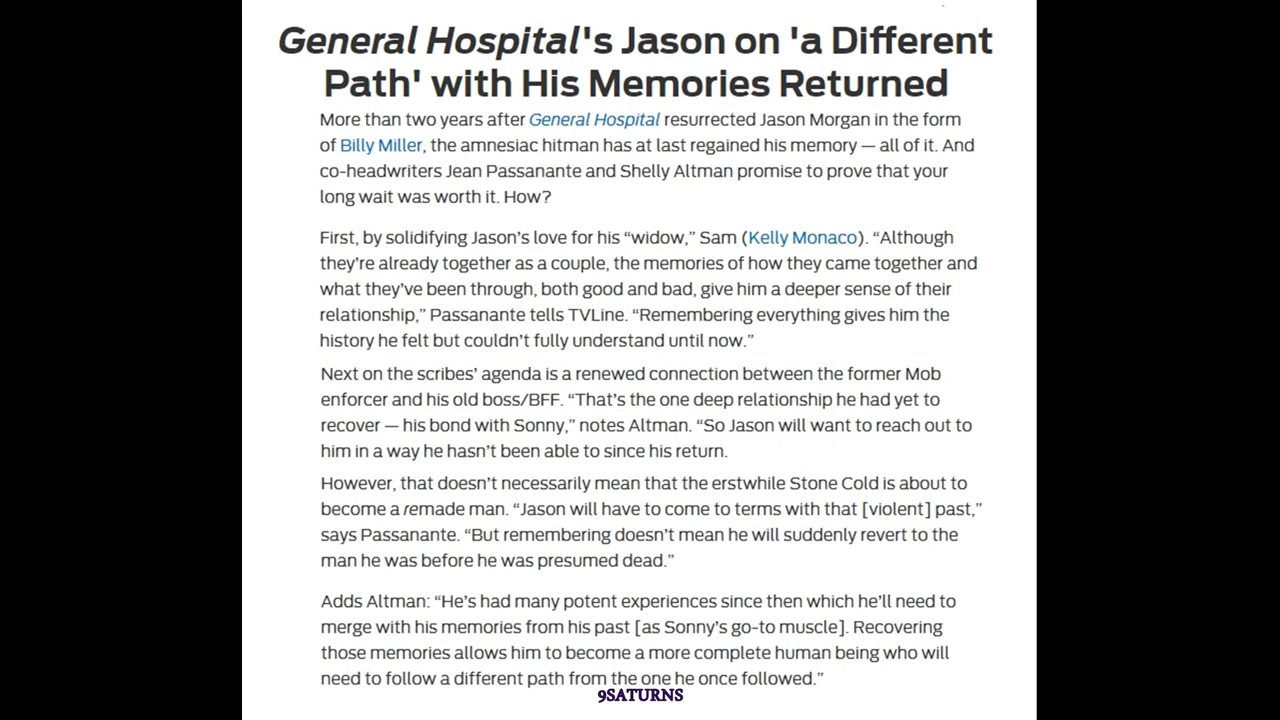 General Hospital's Jason on 'a Different
Path' with His Memories Returned
More than two years after General Hospital resurrected Jason Morgan in the form
of Billy Miller, the amnesiac hitman has at last regained his memory — all of it. And
co-headwriters Jean Passanante and Shelly Altman promise to prove that your
long wait was worth it. How?
First, by solidifying Jason’s love for his “widow,” Sam (Kelly Monaco). “Although
they’re already together as a couple, the memories of how they came together and
what they’ve been through, both good and bad, give him a deeper sense of their
relationship,” Passanante tells TVLine. “Remembering everything gives him the
history he felt but couldn’t fully understand until now.”
Next on the scribes’ agenda is a renewed connection between the former Mob
enforcer and his old boss/BFF. “That’s the one deep relationship he had yet to
recover — his bond with Sonny,” notes Altman. “So Jason will want to reach out to
him in a way he hasn’t been able to since his return.
However, that doesn’t necessarily mean that the erstwhile Stone Cold is about to
become a remade man. “Jason will have to come to terms with that [violent] past,”
says Passanante. “But remembering doesn’t mean he will suddenly revert to the
man he was before he was presumed dead.”
Adds Altman: “He’s had many potent experiences since then which he’ll need to
merge with his memories from his past [as Sonny’s go-to muscle]. Recovering
those memories allows him to become a more complete human being who will
need to follow a different path from the one he once followed.”
9SATURNS